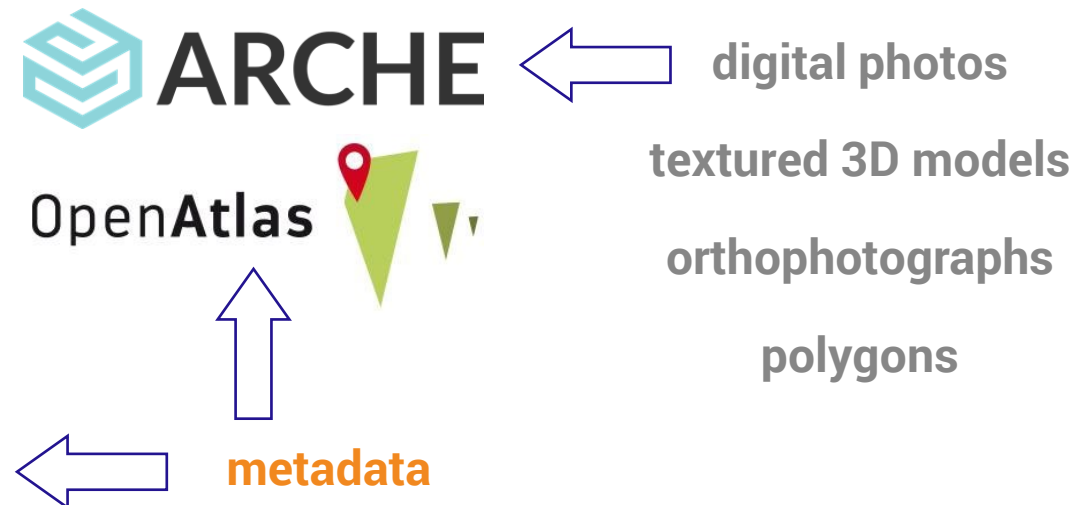 ARCHE
digital photos
textured 3D models
OpenAtlas
orthophotographs
polygons
metadata